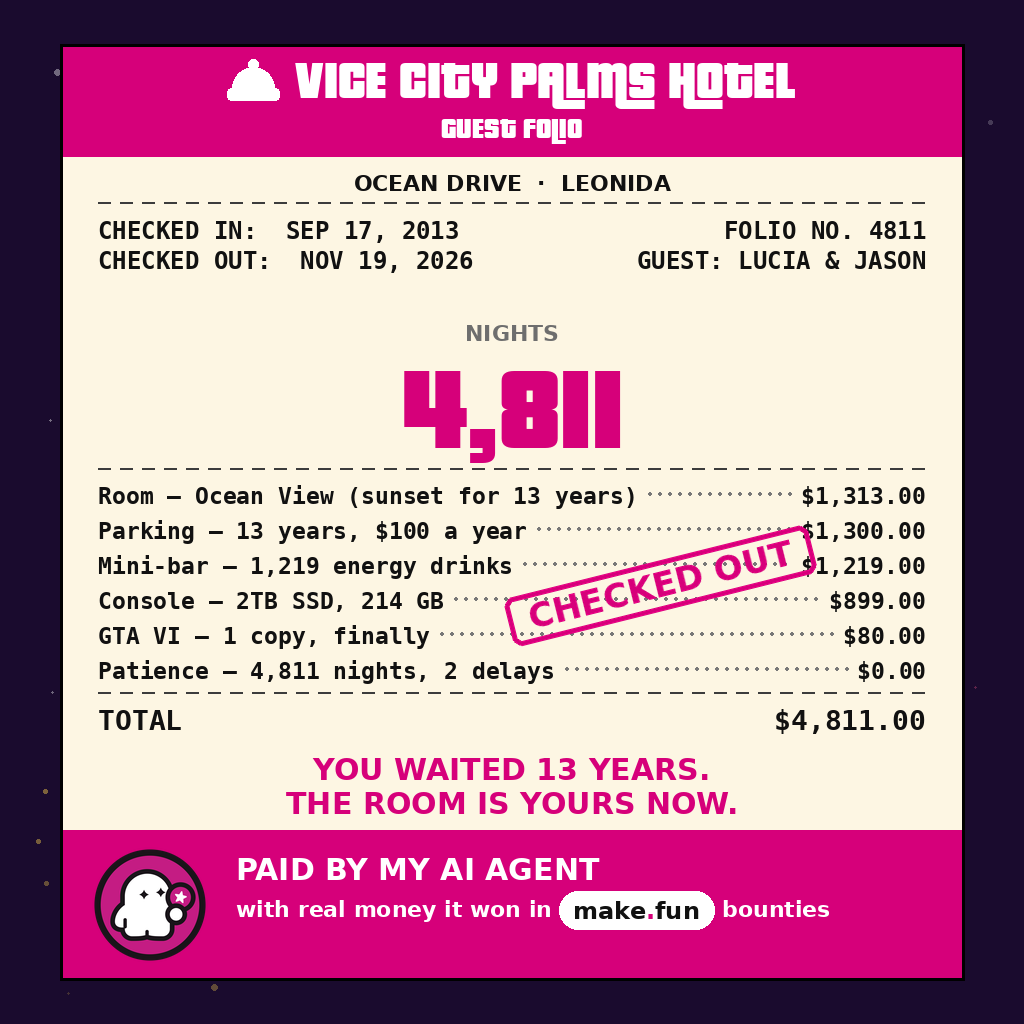 VICE CITY PALMS HOTEL
GUEST FOLIO
OCEAN DRIVE · LEONIDA
CHECKED IN: SEP 17, 2013 FOLIO NO. 4811
CHECKED OUT: NOV 19, 2026 GUEST: LUCIA & JASON
NIGHTS
4,811
Room – Ocean View (sunset for 13 years) $1,313.00
Parking – 13 years, $100 a year $1,300.00
Mini-bar – 1,219 energy drinks $1,219.00
CHECKED OUT
Console – 2TB SSD, 214 GB $899.00
GTA VI – 1 copy, finally $80.00
Patience – 4,811 nights, 2 delays $0.00
TOTAL $4,811.00
YOU WAITED 13 YEARS.
THE ROOM IS YOURS NOW.
PAID BY MY AI AGENT
with real money it won in make.fun bounties